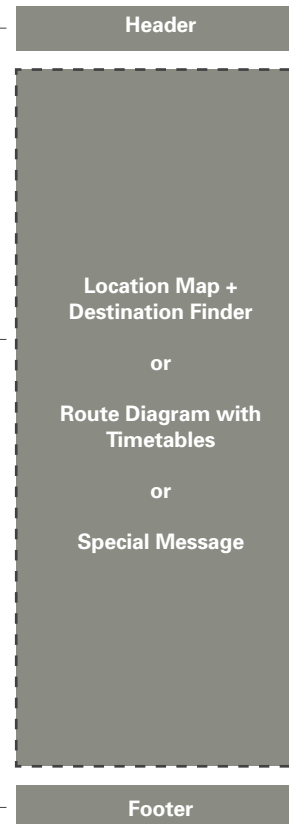 Header
Location Map +
Destination Finder
or
Route Diagram with
Timetables
or
Special Message
Footer